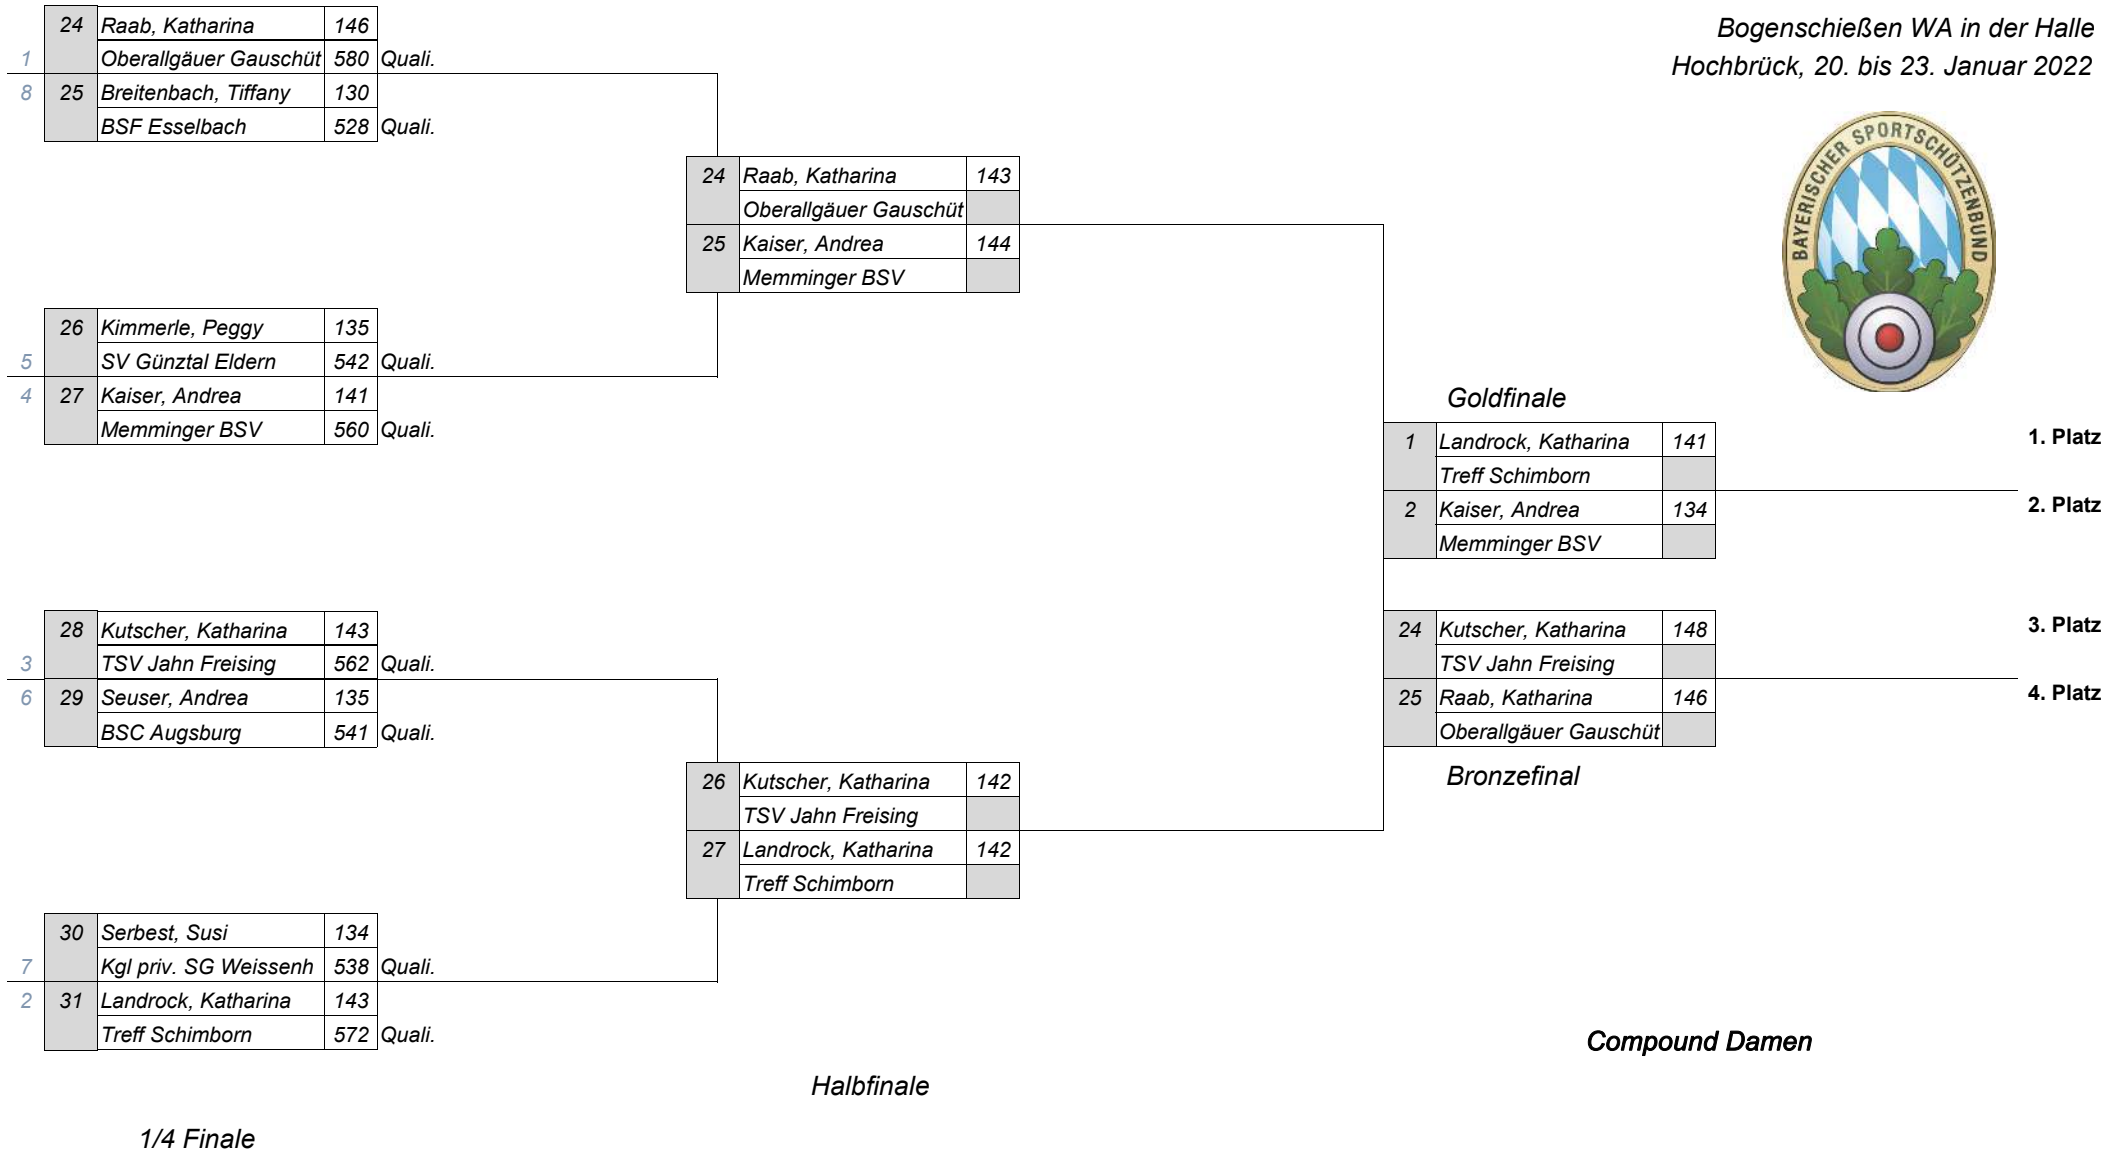 Bogenschießen WA in der Halle
Hochbrück, 20. bis 23. Januar 2022
BAYERISCHER SPORTSCHÜTZENBUND
24 Raab, Katharina 146
1 Oberallgäuer Gauschüt 580 Quali.
8 25 Breitenbach, Tiffany 130
BSF Esselbach 528 Quali.
26 Kimmerle, Peggy 135
5 SV Günztal Eldern 542 Quali.
4 27 Kaiser, Andrea 141
Memminger BSV 560 Quali.
28 Kutscher, Katharina 143
3 TSV Jahn Freising 562 Quali.
6 29 Seuser, Andrea 135
BSC Augsburg 541 Quali.
30 Serbest, Susi 134
7 Kgl priv. SG Weissenh 538 Quali.
2 31 Landrock, Katharina 143
Treff Schimborn 572 Quali.
1/4 Finale
24 Raab, Katharina 143
Oberallgäuer Gauschüt
25 Kaiser, Andrea 144
Memminger BSV
26 Kutscher, Katharina 142
TSV Jahn Freising
27 Landrock, Katharina 142
Treff Schimborn
Halbfinale
Goldfinale
1 Landrock, Katharina 141 1. Platz
Treff Schimborn
2 Kaiser, Andrea 134 2. Platz
Memminger BSV
24 Kutscher, Katharina 148 3. Platz
TSV Jahn Freising
25 Raab, Katharina 146 4. Platz
Oberallgäuer Gauschüt
Bronzefinal
Compound Damen